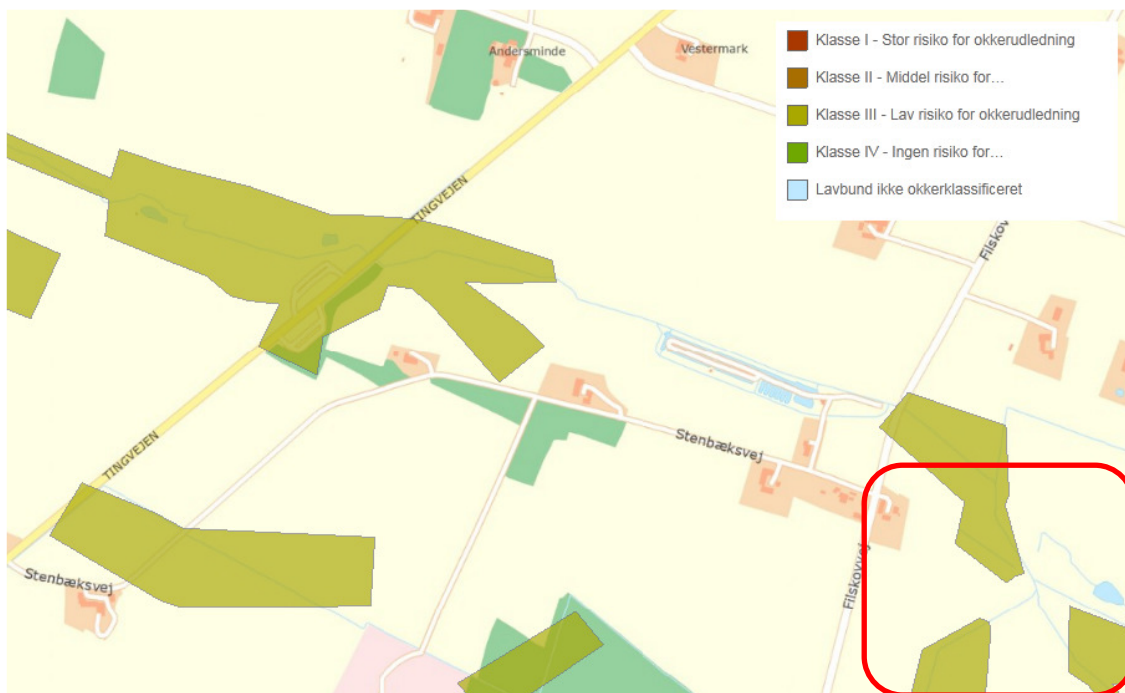 Andersminde
Vestermark
Klasse I - Stor risiko for okkerudledning
Klasse II - Middel risiko for...
Klasse III - Lav risiko for okkerudledning
Klasse IV - Ingen risiko for...
Lavbund ikke okkerklassificeret
TINGVEJEN
Filskov
Stenbæksvej
TINGVEJEN
Filskovvej
Stenbæksvej